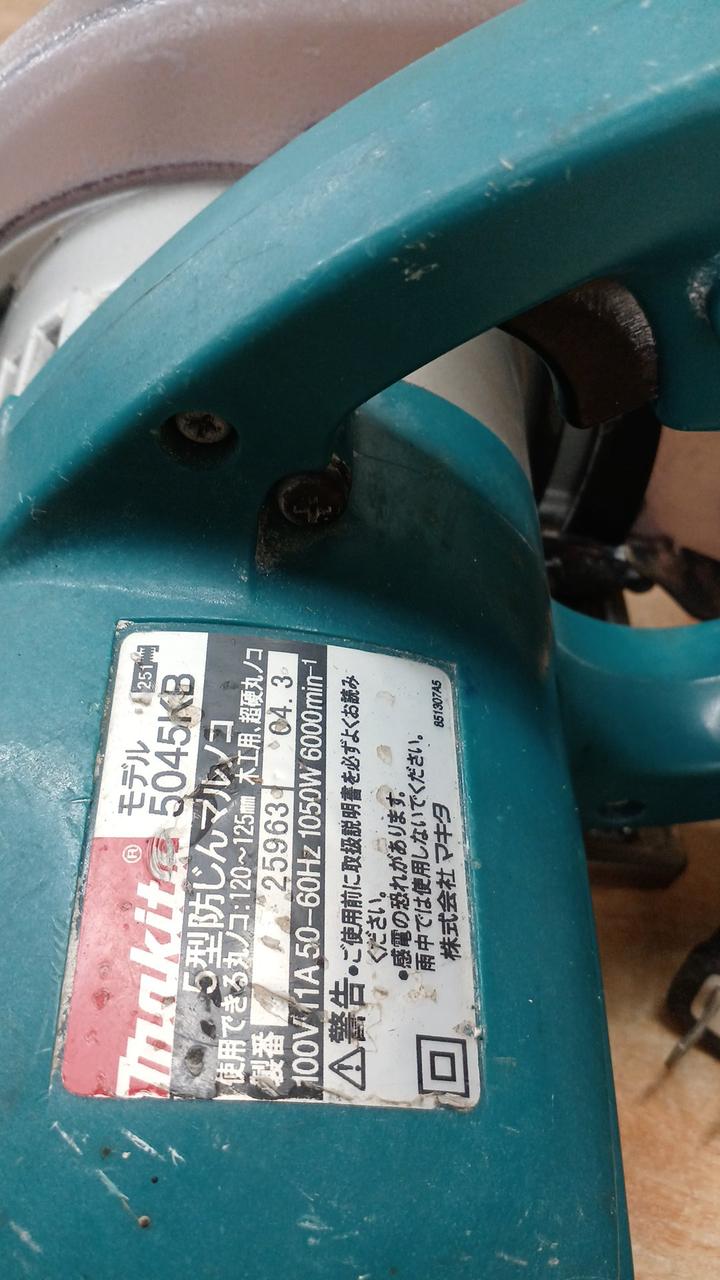 makita®
モデル
5045KB
251
5型防じんマルノコ
使用できる丸ノコ:120~125mm 木工用、超硬丸ノコ
製番 25963 04.3
100V 11A 50-60Hz 1050W 6000min-1
警告
•ご使用前に取扱説明書を必ずよくお読み
ください。
•感電の恐れがあります。
雨中では使用しないでください。
株式会社 マキタ
851307A5